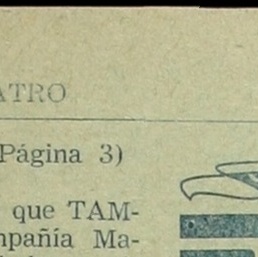 ATRO
Página 3)
que TAM-
mpañía Ma-